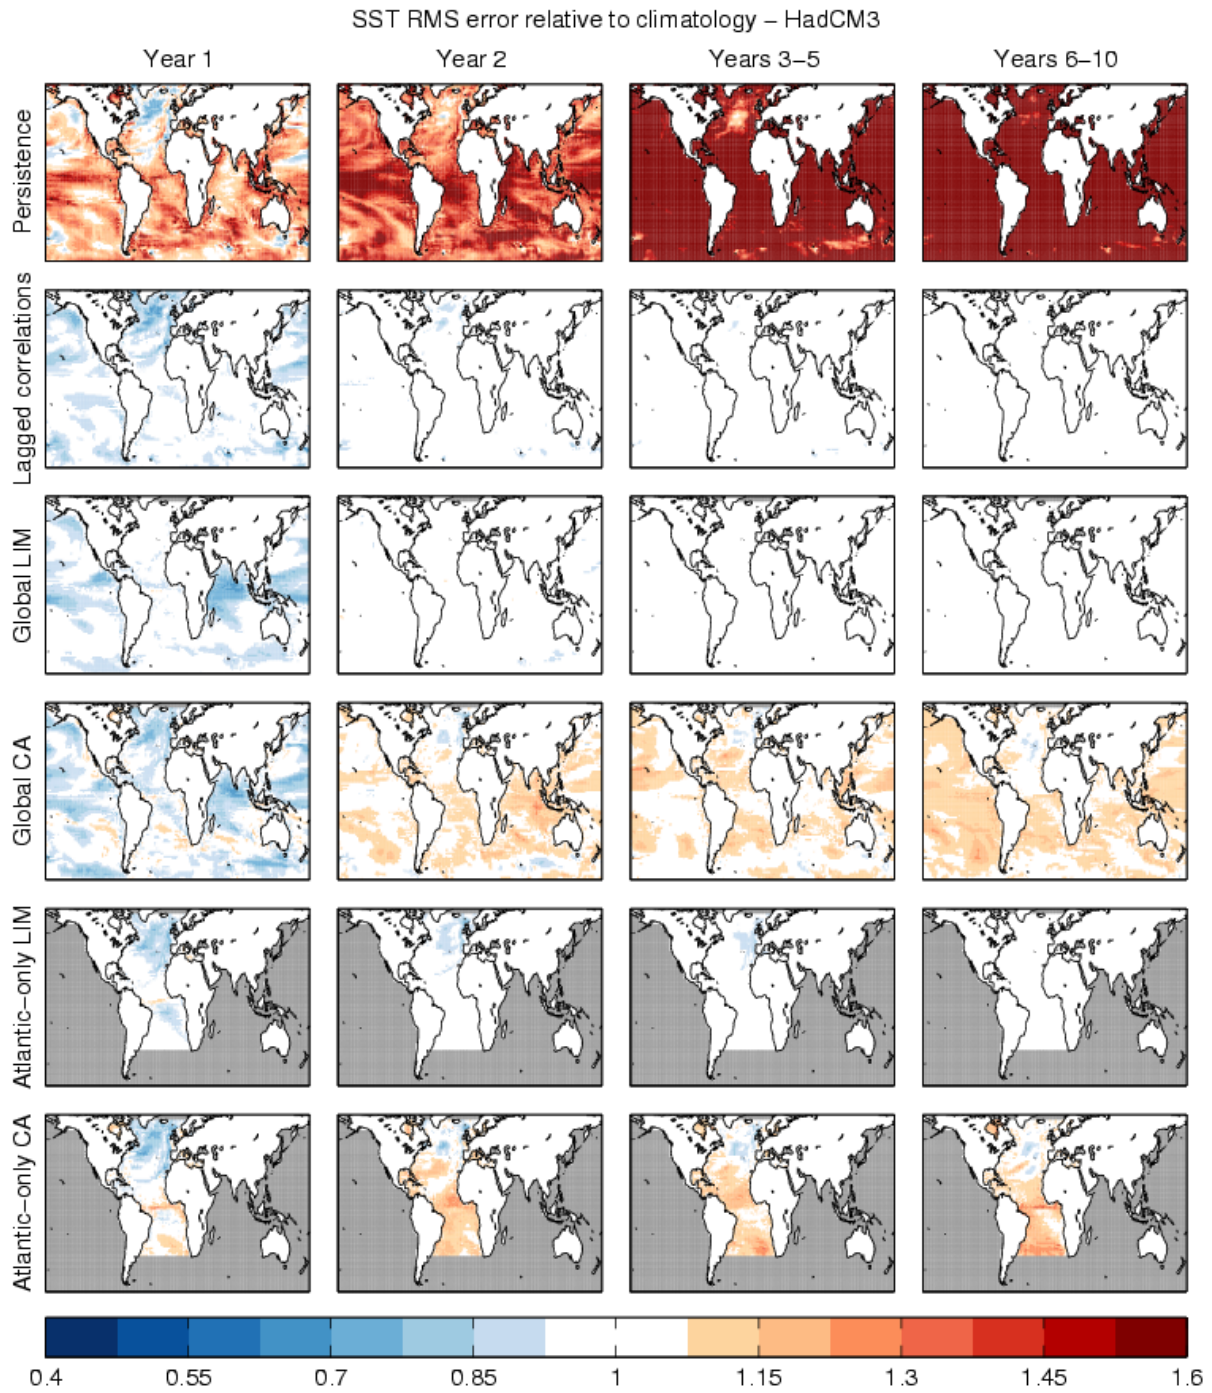 SST RMS error relative to climatology – HadCM3
Year 1
Year 2
Years 3–5
Years 6–10
Persistence
Lagged correlations
Global LIM
Global CA
Atlantic–only LIM
Atlantic–only CA
0.4
0.55
0.7
0.85
1
1.15
1.3
1.45
1.6